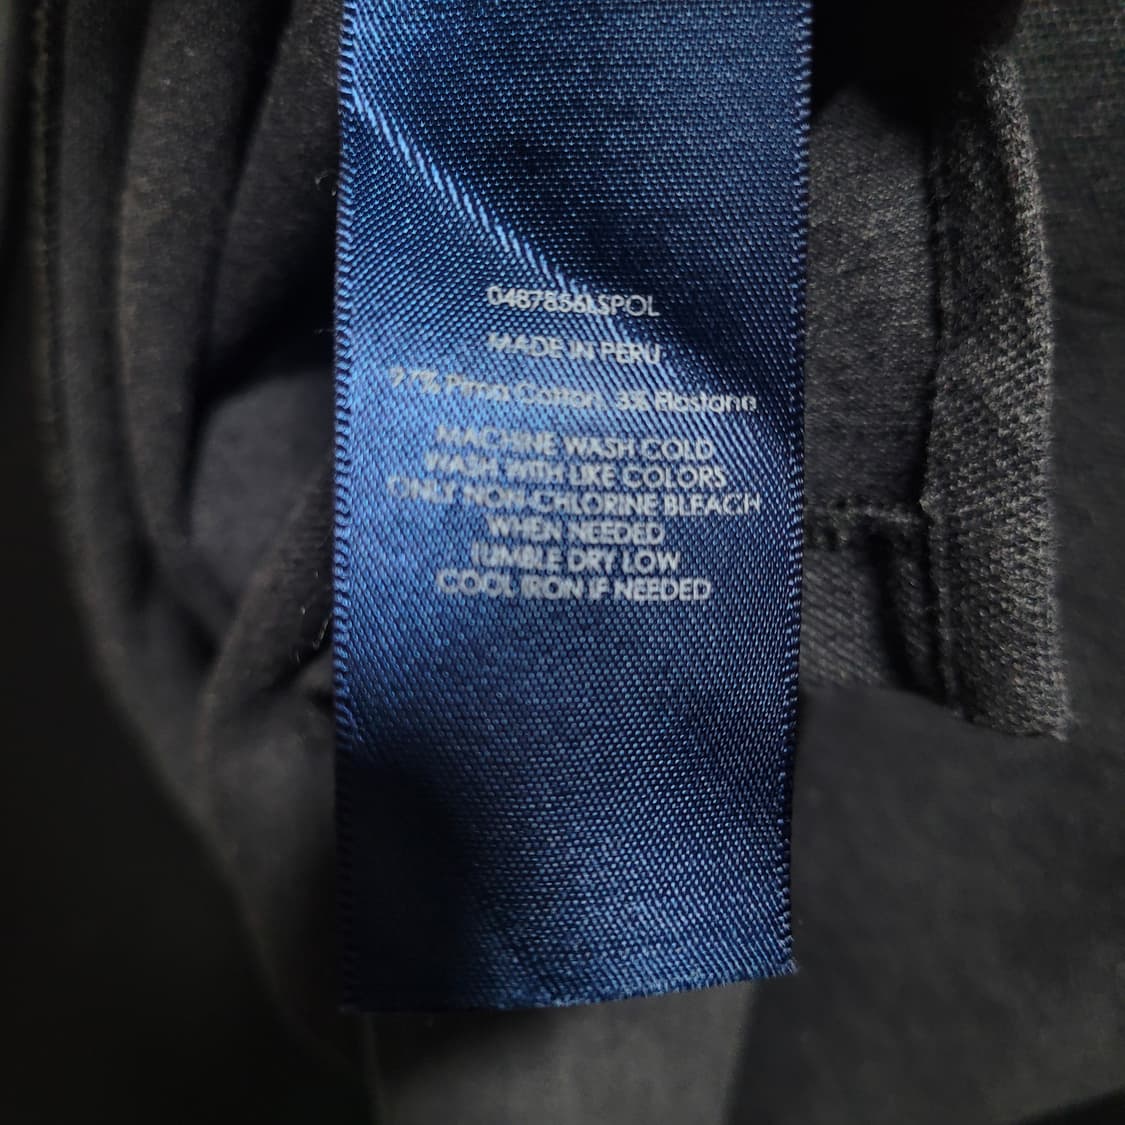 0487856LSPOL
MADE IN PERU
97% Pima Cotton, 3% Elastane
MACHINE WASH COLD
WASH WITH LIKE COLORS
ONLY NON-CHLORINE BLEACH
WHEN NEEDED
TUMBLE DRY LOW
COOL IRON IF NEEDED